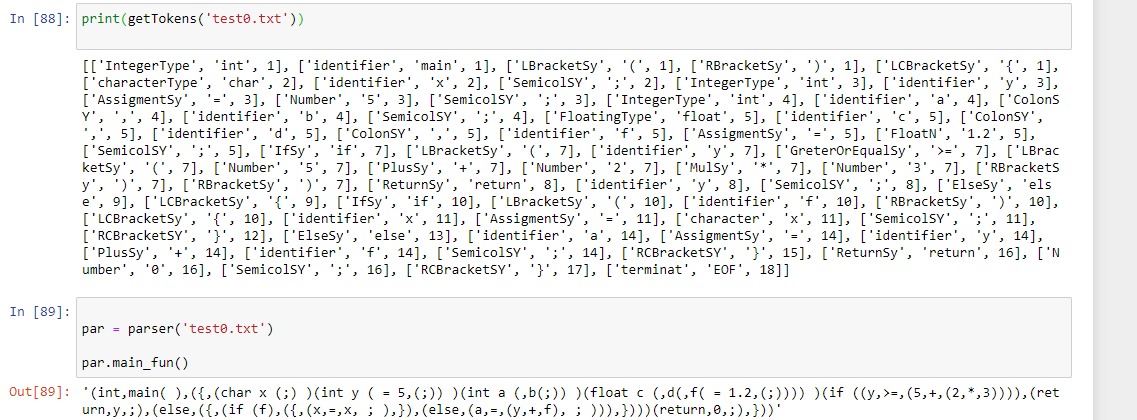 In [88]: print(getTokens('test0.txt'))
[['IntegerType', 'int', 1], ['identifier', 'main', 1], ['LBracketSy', '(', 1], ['RBracketSy', ')', 1], ['LCBracketSy', '{', 1],
['characterType', 'char', 2], ['identifier', 'x', 2], ['SemicolSY', ';', 2], ['IntegerType', 'int', 3], ['identifier', 'y', 3],
['AssigmentSy', '=', 3], ['Number', '5', 3], ['SemicolSY', ';', 3], ['IntegerType', 'int', 4], ['identifier', 'a', 4], ['ColonS
Y', ',', 4], ['identifier', 'b', 4], ['SemicolSY', ';', 4], ['FloatingType', 'float', 5], ['identifier', 'c', 5], ['ColonSY',
',', 5], ['identifier', 'd', 5], ['ColonSY', ',', 5], ['identifier', 'f', 5], ['AssigmentSy', '=', 5], ['FloatN', '1.2', 5],
['SemicolSY', ';', 5], ['IfSy', 'if', 7], ['LBracketSy', '(', 7], ['identifier', 'y', 7], ['GreterOrEqualSy', '>=', 7], ['LBrac
ketSy', '(', 7], ['Number', '5', 7], ['PlusSy', '+', 7], ['Number', '2', 7], ['MulSy', '*', 7], ['Number', '3', 7], ['RBracketS
y', ')', 7], ['RBracketSy', ')', 7], ['ReturnSy', 'return', 8], ['identifier', 'y', 8], ['SemicolSY', ';', 8], ['ElseSy', 'els
e', 9], ['LCBracketSy', '{', 9], ['IfSy', 'if', 10], ['LBracketSy', '(', 10], ['identifier', 'f', 10], ['RBracketSy', ')', 10],
['LCBracketSy', '{', 10], ['identifier', 'x', 11], ['AssigmentSy', '=', 11], ['character', 'x', 11], ['SemicolSY', ';', 11],
['RCBracketSY', '}', 12], ['ElseSy', 'else', 13], ['identifier', 'a', 14], ['AssigmentSy', '=', 14], ['identifier', 'y', 14],
['PlusSy', '+', 14], ['identifier', 'f', 14], ['SemicolSY', ';', 14], ['RCBracketSY', '}', 15], ['ReturnSy', 'return', 16], ['N
umber', '0', 16], ['SemicolSY', ';', 16], ['RCBracketSY', '}', 17], ['terminat', 'EOF', 18]]
In [89]:
par = parser('test0.txt')
par.main_fun()
Out[89]: '(int,main( ),({,(char x (;) )(int y ( = 5,(;)) )(int a (,b(;)) )(float c (,d(,f( = 1.2,(;)))) )(if ((y,>=,(5,+,(2,*,3)))),(ret
urn,y,;),(else,({,(if (f),({,(x,=,x, ; ),}),(else,(a,=,(y,+,f), ; ))),})))(return,0,;),}))'